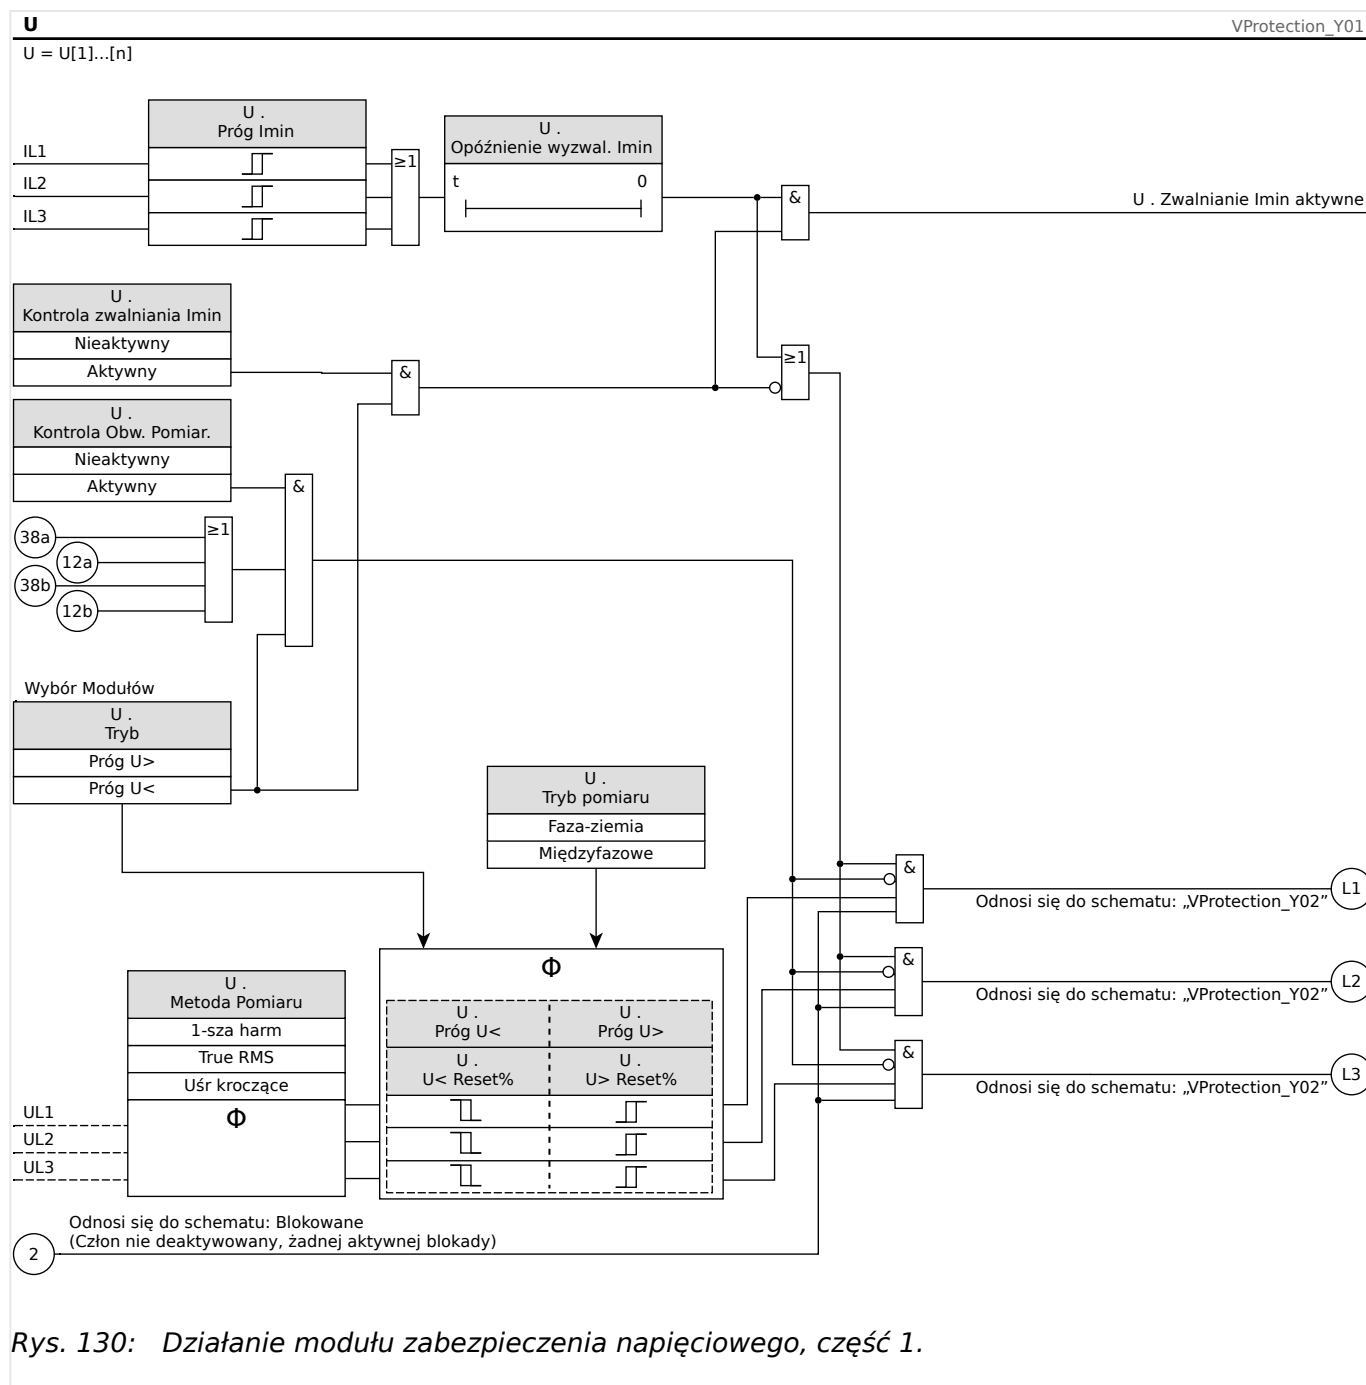 U
VProtection_Y01
U = U[1]...[n]
U .
Próg Imin
IL1
IL2
IL3
≥1
U .
Opóźnienie wyzwal. Imin
t 0
&
U . Zwalnianie Imin aktywne
U .
Kontrola zwalniania Imin
Nieaktywny
Aktywny
&
≥1
U .
Kontrola Obw. Pomiar.
Nieaktywny
Aktywny
&
38a
12a
38b
12b
≥1
Wybór Modułów
U .
Tryb
Próg U>
Próg U<
U .
Tryb pomiaru
Faza-ziemia
Międzyfazowe
&
L1
Odnosi się do schematu: „VProtection_Y02”
&
L2
Odnosi się do schematu: „VProtection_Y02”
&
L3
Odnosi się do schematu: „VProtection_Y02”
U .
Metoda Pomiaru
1-sza harm
True RMS
Uśr kroczące
Φ
UL1
UL2
UL3
Φ
U .
Próg U<
U .
Próg U>
U .
U< Reset%
U .
U> Reset%
2
Odnosi się do schematu: Blokowane
(Człon nie deaktywowany, żadnej aktywnej blokady)
Rys. 130: Działanie modułu zabezpieczenia napięciowego, część 1.